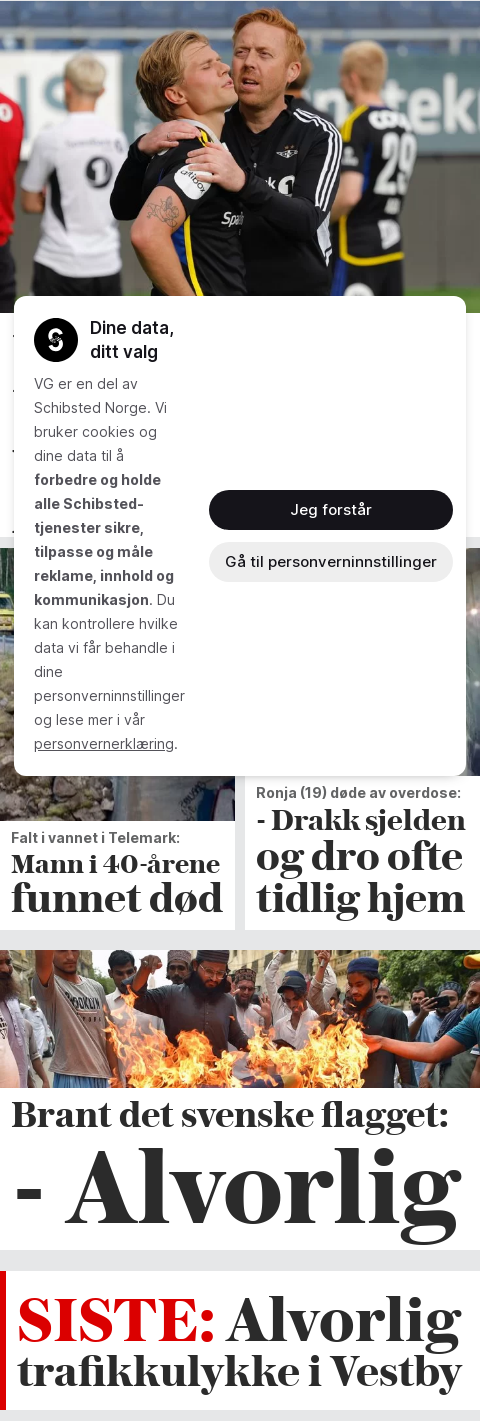 29
Dine data,
ditt valg
VG er en del av
Schibsted Norge. Vi
bruker cookies og
dine data til å
forbedre og holde
alle Schibsted-
tjenester sikre,
tilpasse og måle
reklame, innhold og
kommunikasjon. Du
kan kontrollere hvilke
data vi får behandle i
dine
personverninnstillinger
og lese mer i vår
personvernerklæring.
Jeg forstår
Gå til personverninnstillinger
Falt i vannet i Telemark:
Mann i 40-årene
funnet død
Ronja (19) døde av overdose:
- Drakk sjelden
og dro ofte
tidlig hjem
Brant det svenske flagget:
- Alvorlig
SISTE: Alvorlig
trafikkulykke i Vestby